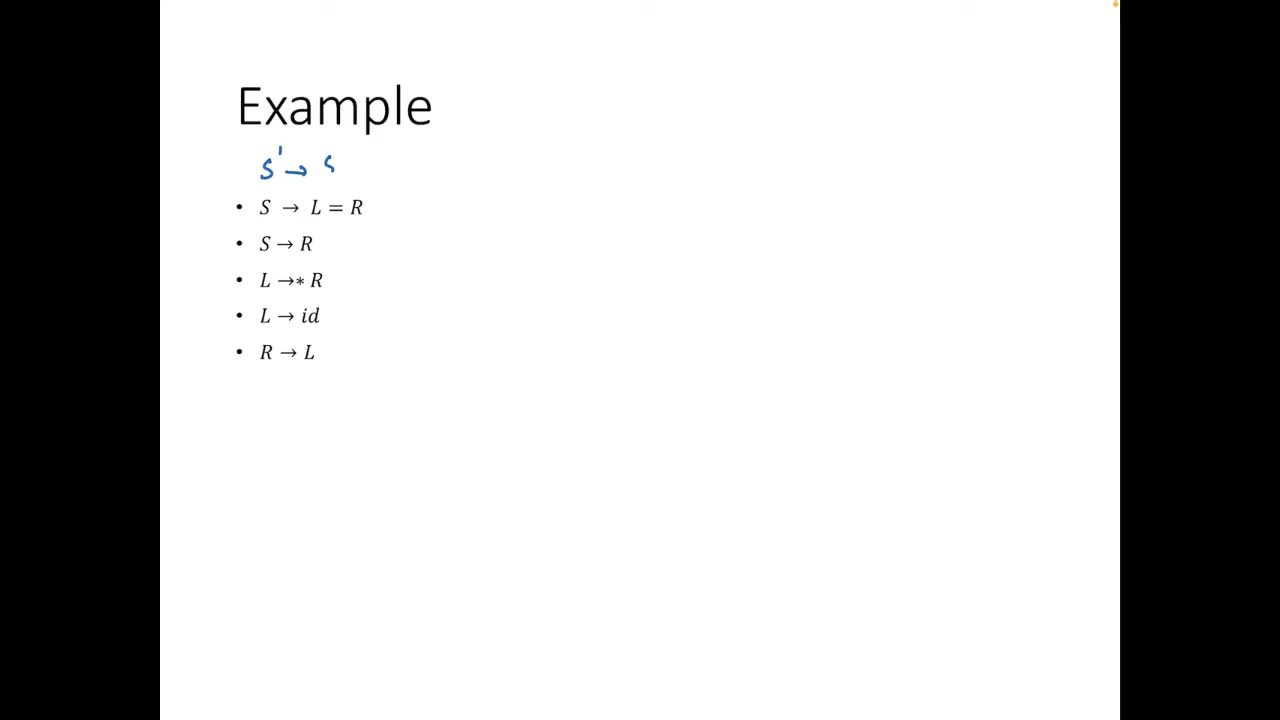 Example
S' → S
• S → L = R
• S → R
• L →∗ R
• L → id
• R → L